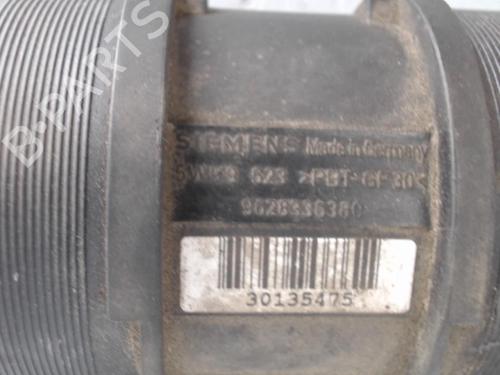 B-PARTS
SIEMENS Made in Germany
5WK9 623 >PBT-GF30<
9628336380
30135475